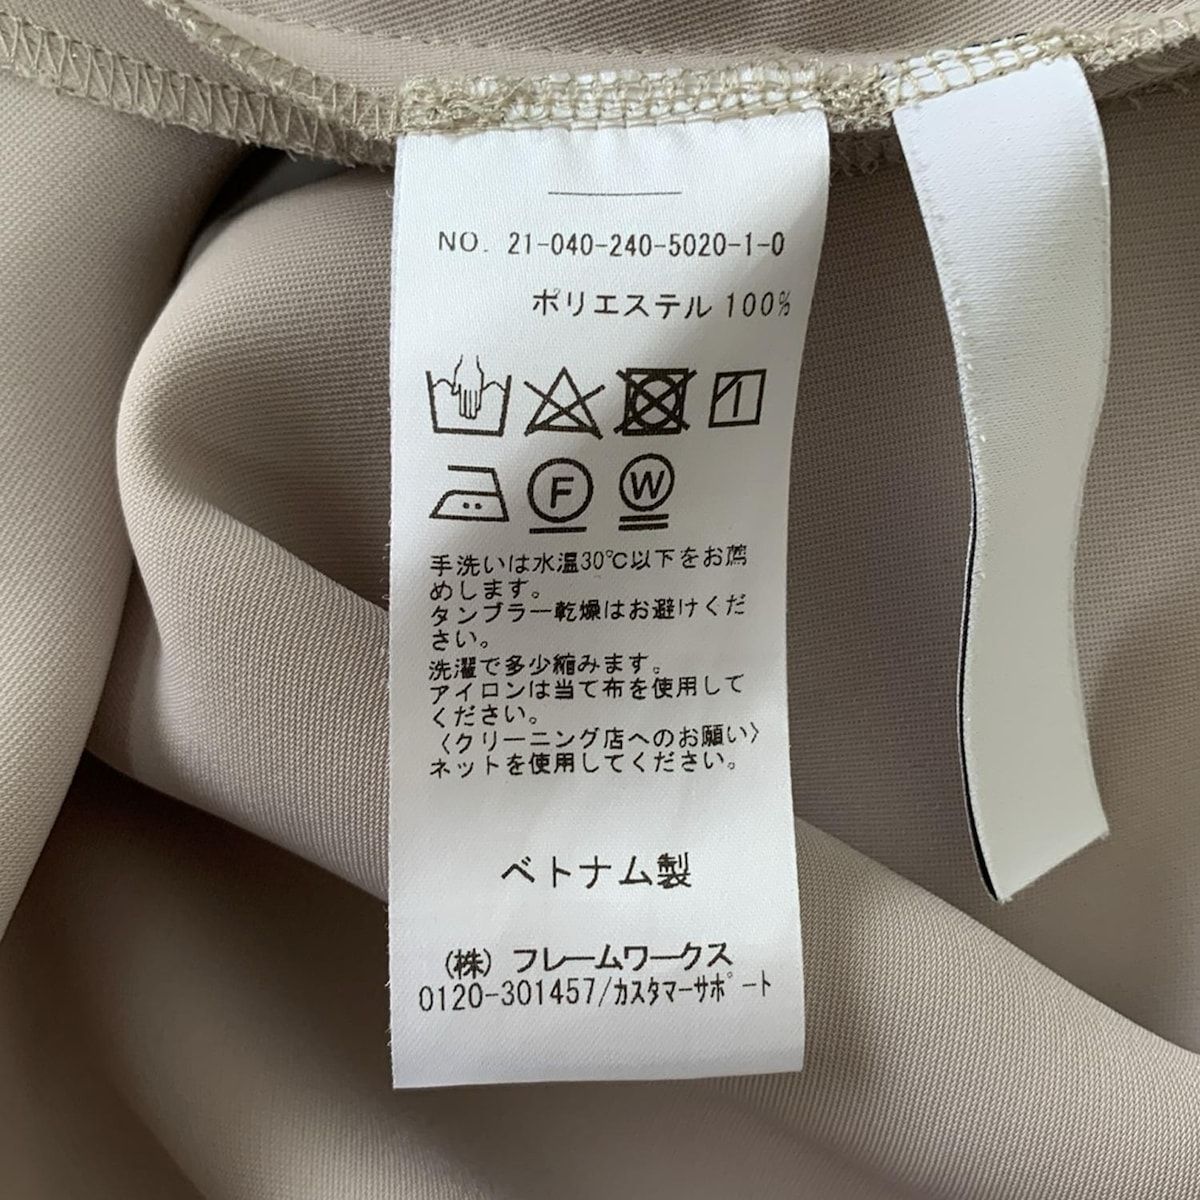 NO. 21-040-240-5020-1-0
ポリエステル 100%
F W
手洗いは水温30℃以下をお薦
めします。
タンブラー乾燥はお避けくだ
さい。
洗濯で多少縮みます。
アイロンは当て布を使用して
ください。
〈クリーニング店へのお願い〉
ネットを使用してください。
ベトナム製
(株) フレームワークス
0120-301457/カスタマーサポート